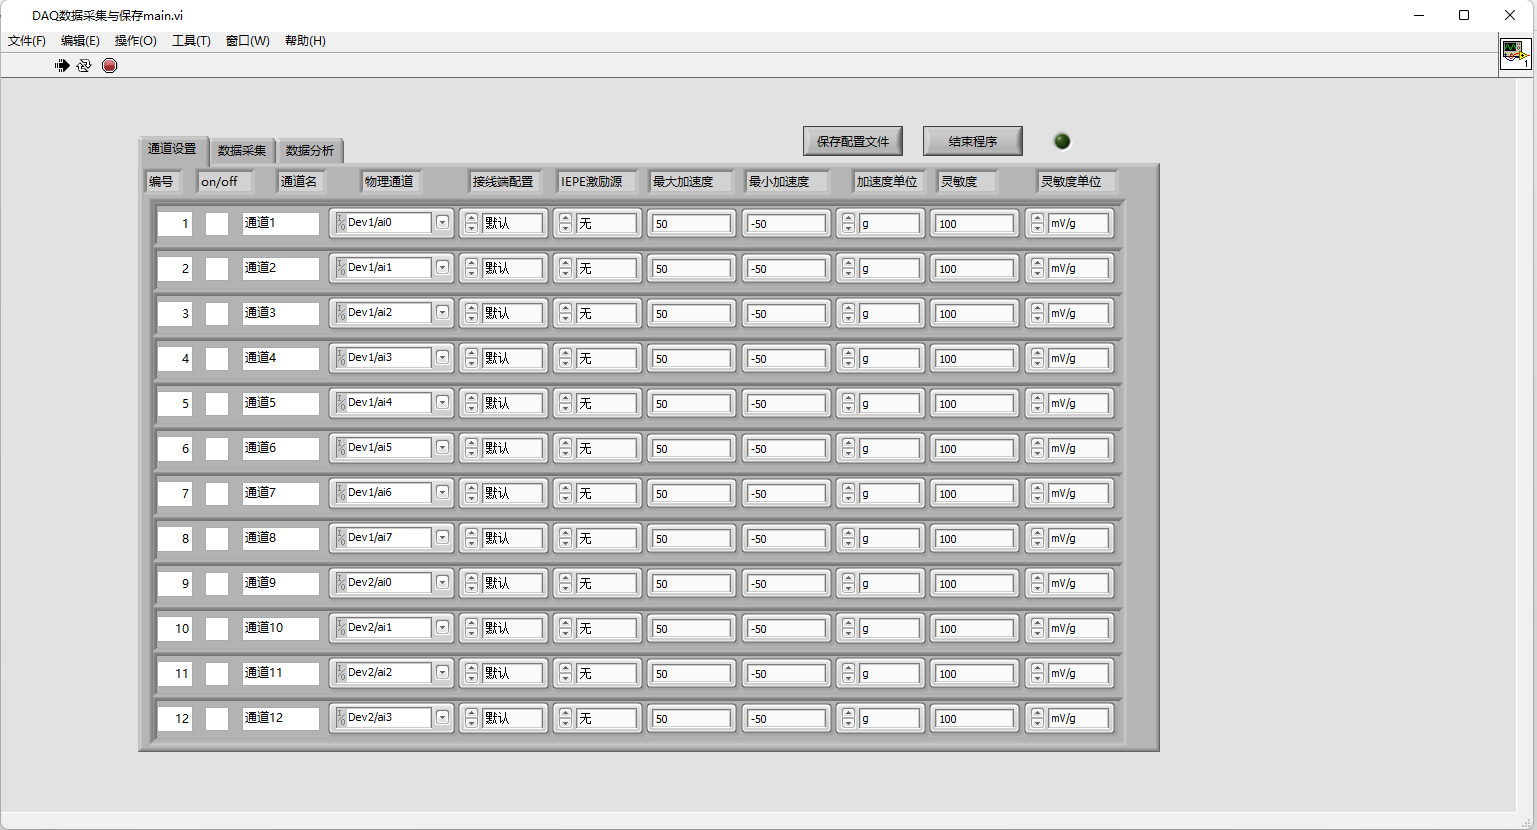 DAQ数据采集与保存main.vi
文件(F) 编辑(E) 操作(O) 工具(T) 窗口(W) 帮助(H)
1
保存配置文件 结束程序
通道设置 数据采集 数据分析
编号 on/off 通道名 物理通道 接线端配置 IEPE激励源 最大加速度 最小加速度 加速度单位 灵敏度 灵敏度单位
1 通道1 I/0 Dev1/ai0 默认 无 50 -50 g 100 mV/g
2 通道2 I/0 Dev1/ai1 默认 无 50 -50 g 100 mV/g
3 通道3 I/0 Dev1/ai2 默认 无 50 -50 g 100 mV/g
4 通道4 I/0 Dev1/ai3 默认 无 50 -50 g 100 mV/g
5 通道5 I/0 Dev1/ai4 默认 无 50 -50 g 100 mV/g
6 通道6 I/0 Dev1/ai5 默认 无 50 -50 g 100 mV/g
7 通道7 I/0 Dev1/ai6 默认 无 50 -50 g 100 mV/g
8 通道8 I/0 Dev1/ai7 默认 无 50 -50 g 100 mV/g
9 通道9 I/0 Dev2/ai0 默认 无 50 -50 g 100 mV/g
10 通道10 I/0 Dev2/ai1 默认 无 50 -50 g 100 mV/g
11 通道11 I/0 Dev2/ai2 默认 无 50 -50 g 100 mV/g
12 通道12 I/0 Dev2/ai3 默认 无 50 -50 g 100 mV/g